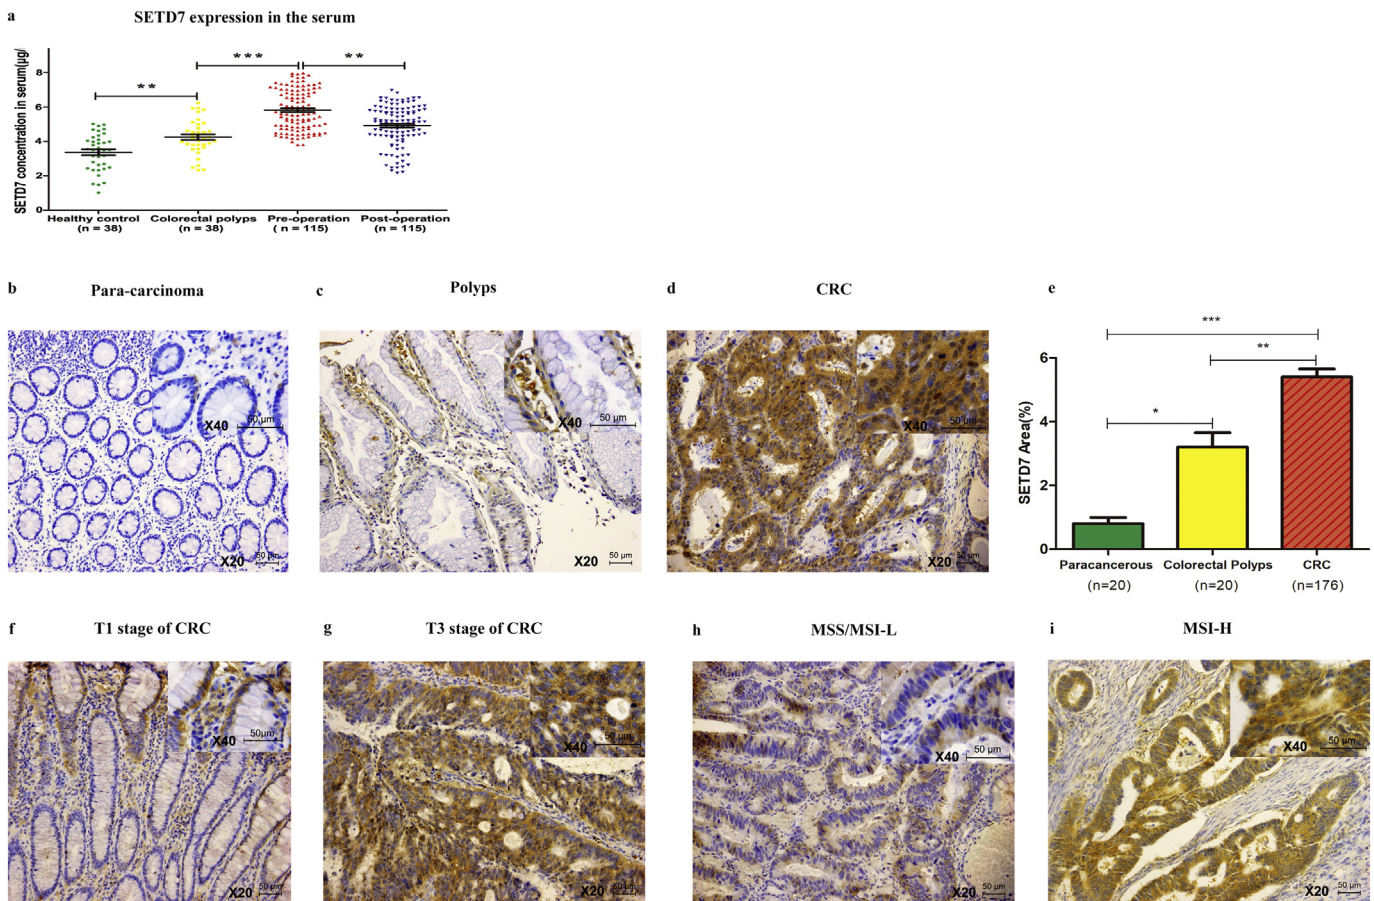 a
SETD7 expression in the serum
SETD7 concentration in serum(μg/
8
6
4
2
0
** *** **
Healthy control Colorectal polyps Pre-operation Post-operation
(n = 38) (n = 38) ( n = 115) (n = 115)
b Para-carcinoma
X40 50 μm
X20 50 μm
c Polyps
X40 50 μm
X20 50 μm
d CRC
X40 50 μm
X20 50 μm
e
***
**
*
SETD7 Area(%)
6
4
2
0
Paracancerous Colorectal Polyps CRC
(n=20) (n=20) (n=176)
f T1 stage of CRC
X40 50μm
X20 50 μm
g T3 stage of CRC
X40 50μm
X20 50 μm
h MSS/MSI-L
X40 50 μm
X20 50 μm
i MSI-H
X40 50 μm
X20 50 μm